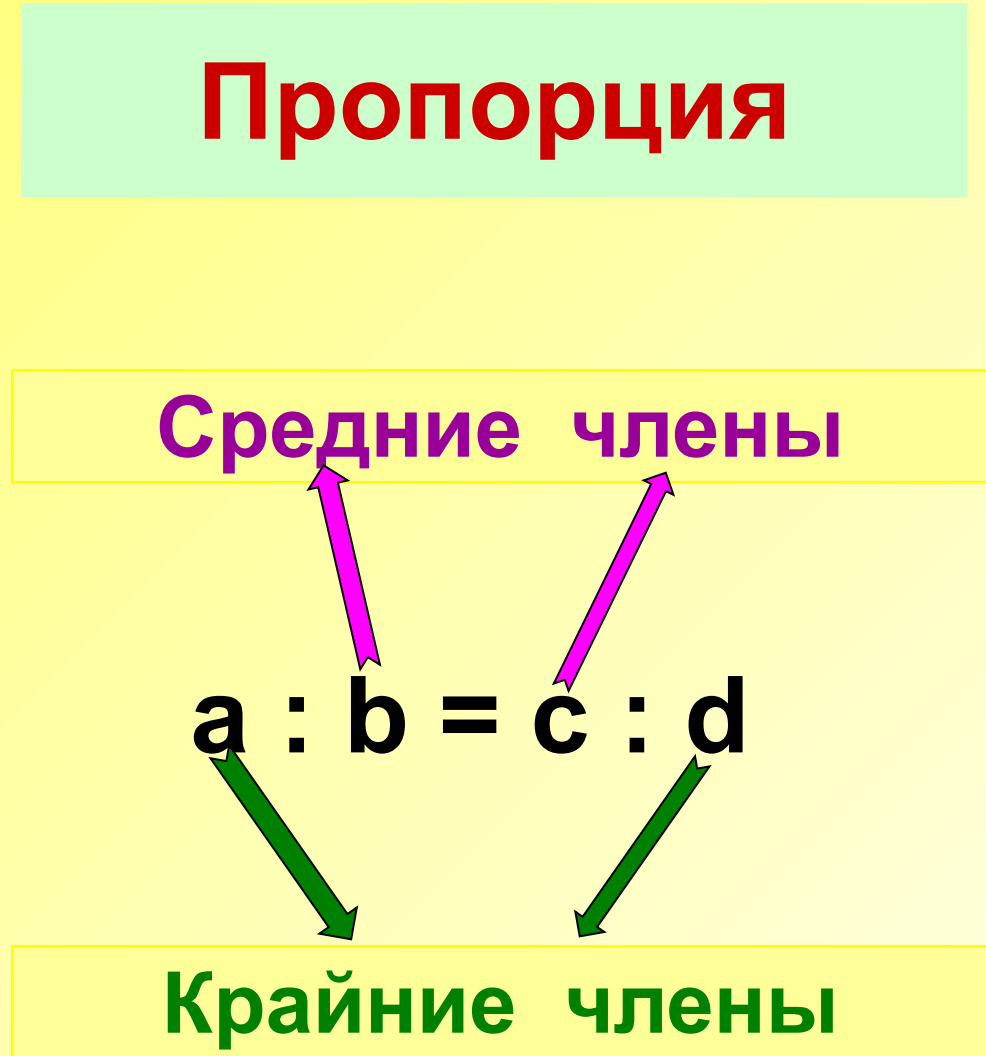 Пропорция
Средние члены
a : b = c : d
Крайние члены